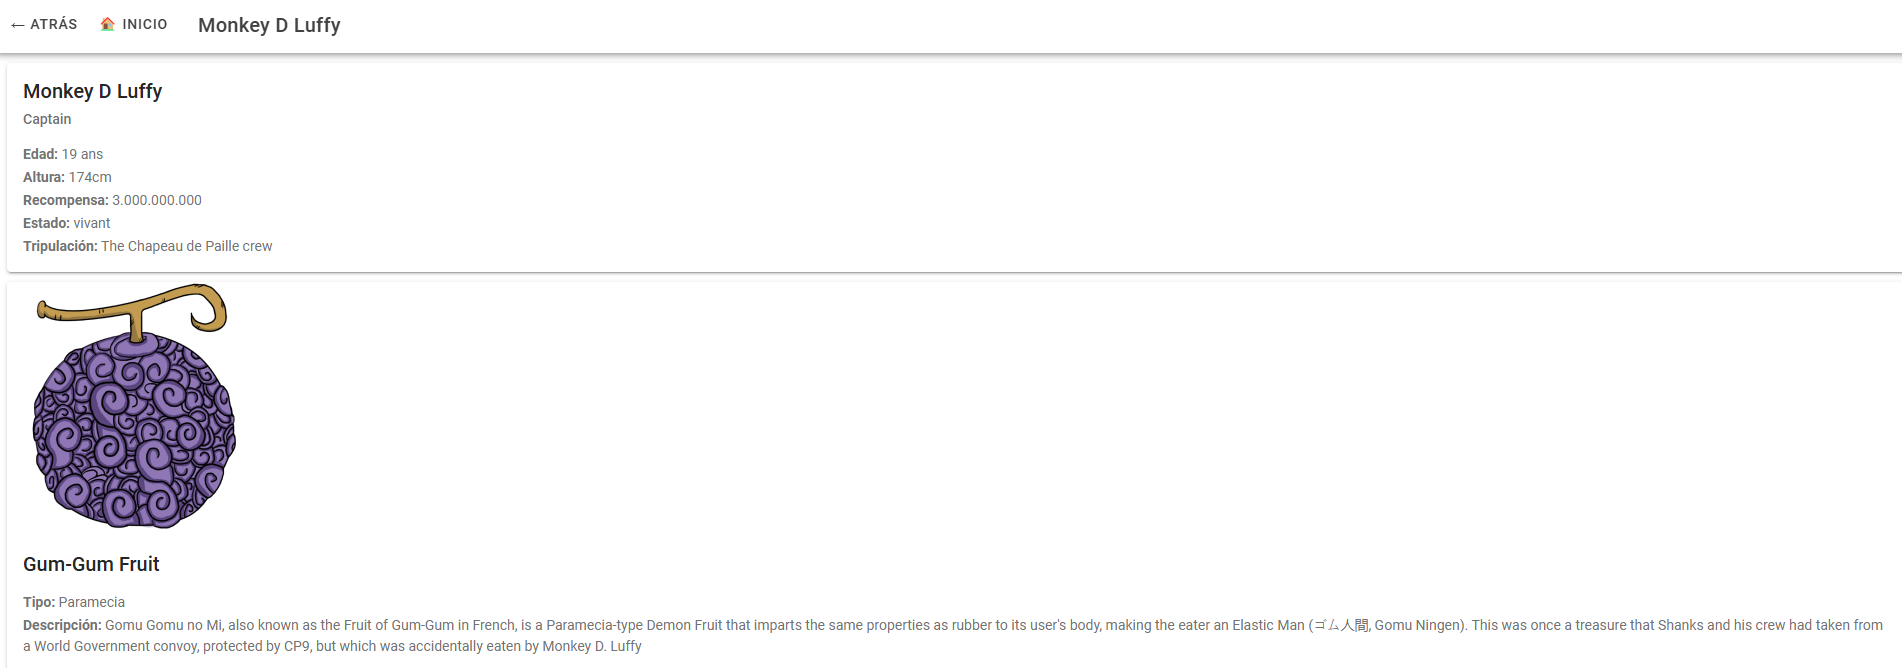 ← ATRÁS 🏠 INICIO Monkey D Luffy
Monkey D Luffy
Captain
Edad: 19 ans
Altura: 174cm
Recompensa: 3.000.000.000
Estado: vivant
Tripulación: The Chapeau de Paille crew
Gum-Gum Fruit
Tipo: Paramecia
Descripción: Gomu Gomu no Mi, also known as the Fruit of Gum-Gum in French, is a Paramecia-type Demon Fruit that imparts the same properties as rubber to its user's body, making the eater an Elastic Man (ゴム人間, Gomu Ningen). This was once a treasure that Shanks and his crew had taken from
a World Government convoy, protected by CP9, but which was accidentally eaten by Monkey D. Luffy